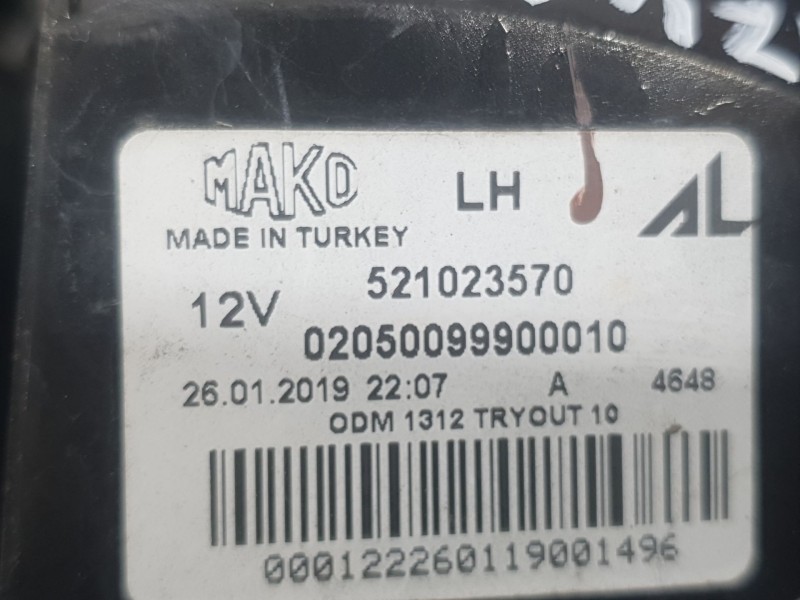 MAKO LH AL
MADE IN TURKEY
12V 521023570
02050099900010
26.01.2019 22:07 A 4648
ODM 1312 TRYOUT 10
000122260119001496